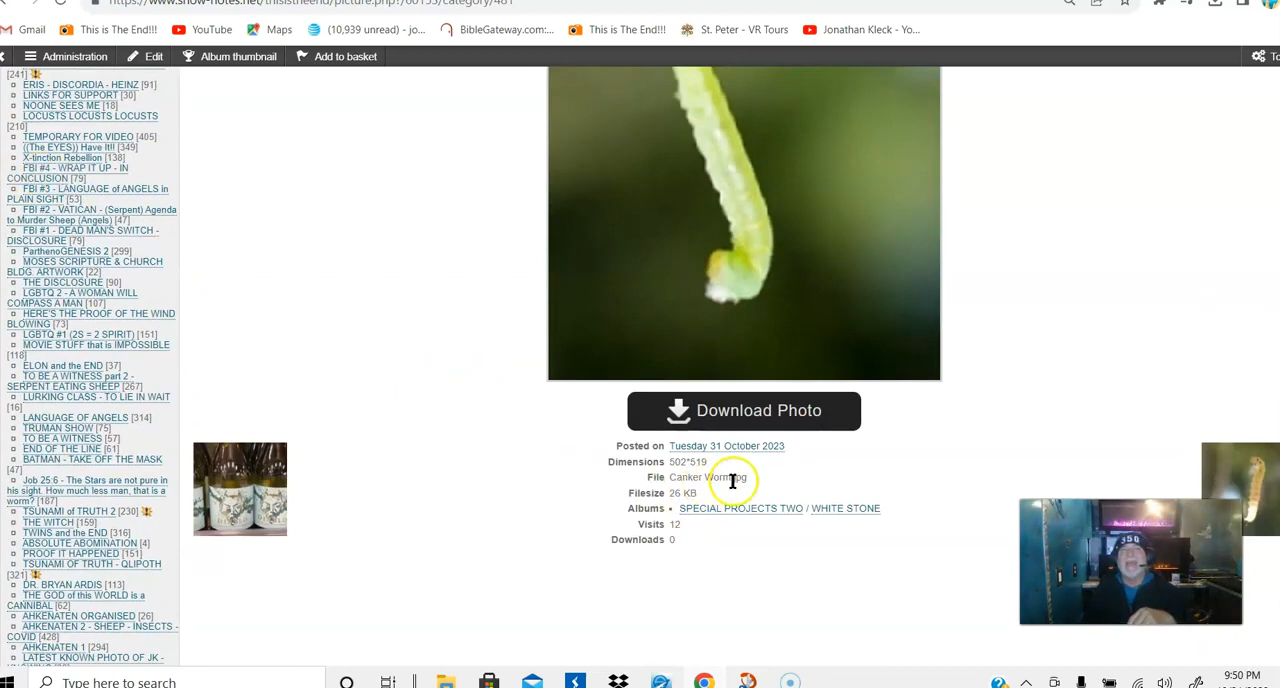 https://www.show-notes.net/thisistheend/picture.php?/60153/category/481
Gmail This is The End!!! YouTube Maps (10,939 unread) - jo... BibleGateway.com:... This is The End!!! St. Peter - VR Tours Jonathan Kleck - Yo...
Administration Edit Album thumbnail Add to basket To
[241]
ERIS - DISCORDIA - HEINZ [91]
LINKS FOR SUPPORT [30]
NOONE SEES ME [18]
LOCUSTS LOCUSTS LOCUSTS
[210]
TEMPORARY FOR VIDEO [405]
((The EYES)) Have It!! [349]
X-tinction Rebellion [138]
FBI #4 - WRAP IT UP - IN
CONCLUSION [79]
FBI #3 - LANGUAGE of ANGELS in
PLAIN SIGHT [53]
FBI #2 - VATICAN - (Serpent) Agenda
to Murder Sheep (Angels) [47]
FBI #1 - DEAD MAN'S SWITCH -
DISCLOSURE [79]
ParthenoGENESIS 2 [299]
MOSES SCRIPTURE & CHURCH
BLDG. ARTWORK [22]
THE DISCLOSURE [90]
LGBTQ 2 - A WOMAN WILL
COMPASS A MAN [107]
HERE'S THE PROOF OF THE WIND
BLOWING [73]
LGBTQ #1 (2S = 2 SPIRIT) [151]
MOVIE STUFF that is IMPOSSIBLE
[118]
ELON and the END [37]
TO BE A WITNESS part 2 -
SERPENT EATING SHEEP [267]
LURKING CLASS - TO LIE IN WAIT
[16]
LANGUAGE OF ANGELS [314]
TRUMAN SHOW [75]
TO BE A WITNESS [57]
END OF THE LINE [61]
BATMAN - TAKE OFF THE MASK
[47]
Job 25:6 - The Stars are not pure in
his sight. How much less man, that is a
worm? [187]
TSUNAMI of TRUTH 2 [230]
THE WITCH [159]
TWINS and the END [316]
ABSOLUTE ABOMINATION [4]
PROOF IT HAPPENED [151]
TSUNAMI OF TRUTH - QLIPOTH
[321]
DR. BRYAN ARDIS [113]
THE GOD of this WORLD is a
CANNIBAL [62]
AHKENATEN ORGANISED [26]
AHKENATEN 2 - SHEEP - INSECTS -
COVID [428]
AHKENATEN 1 [294]
LATEST KNOWN PHOTO OF JK -
Download Photo
Posted on Tuesday 31 October 2023
Dimensions 502*519
File Canker Worm.jpg
Filesize 26 KB
Albums SPECIAL PROJECTS TWO / WHITE STONE
Visits 12
Downloads 0
350
Type here to search
9:50 PM